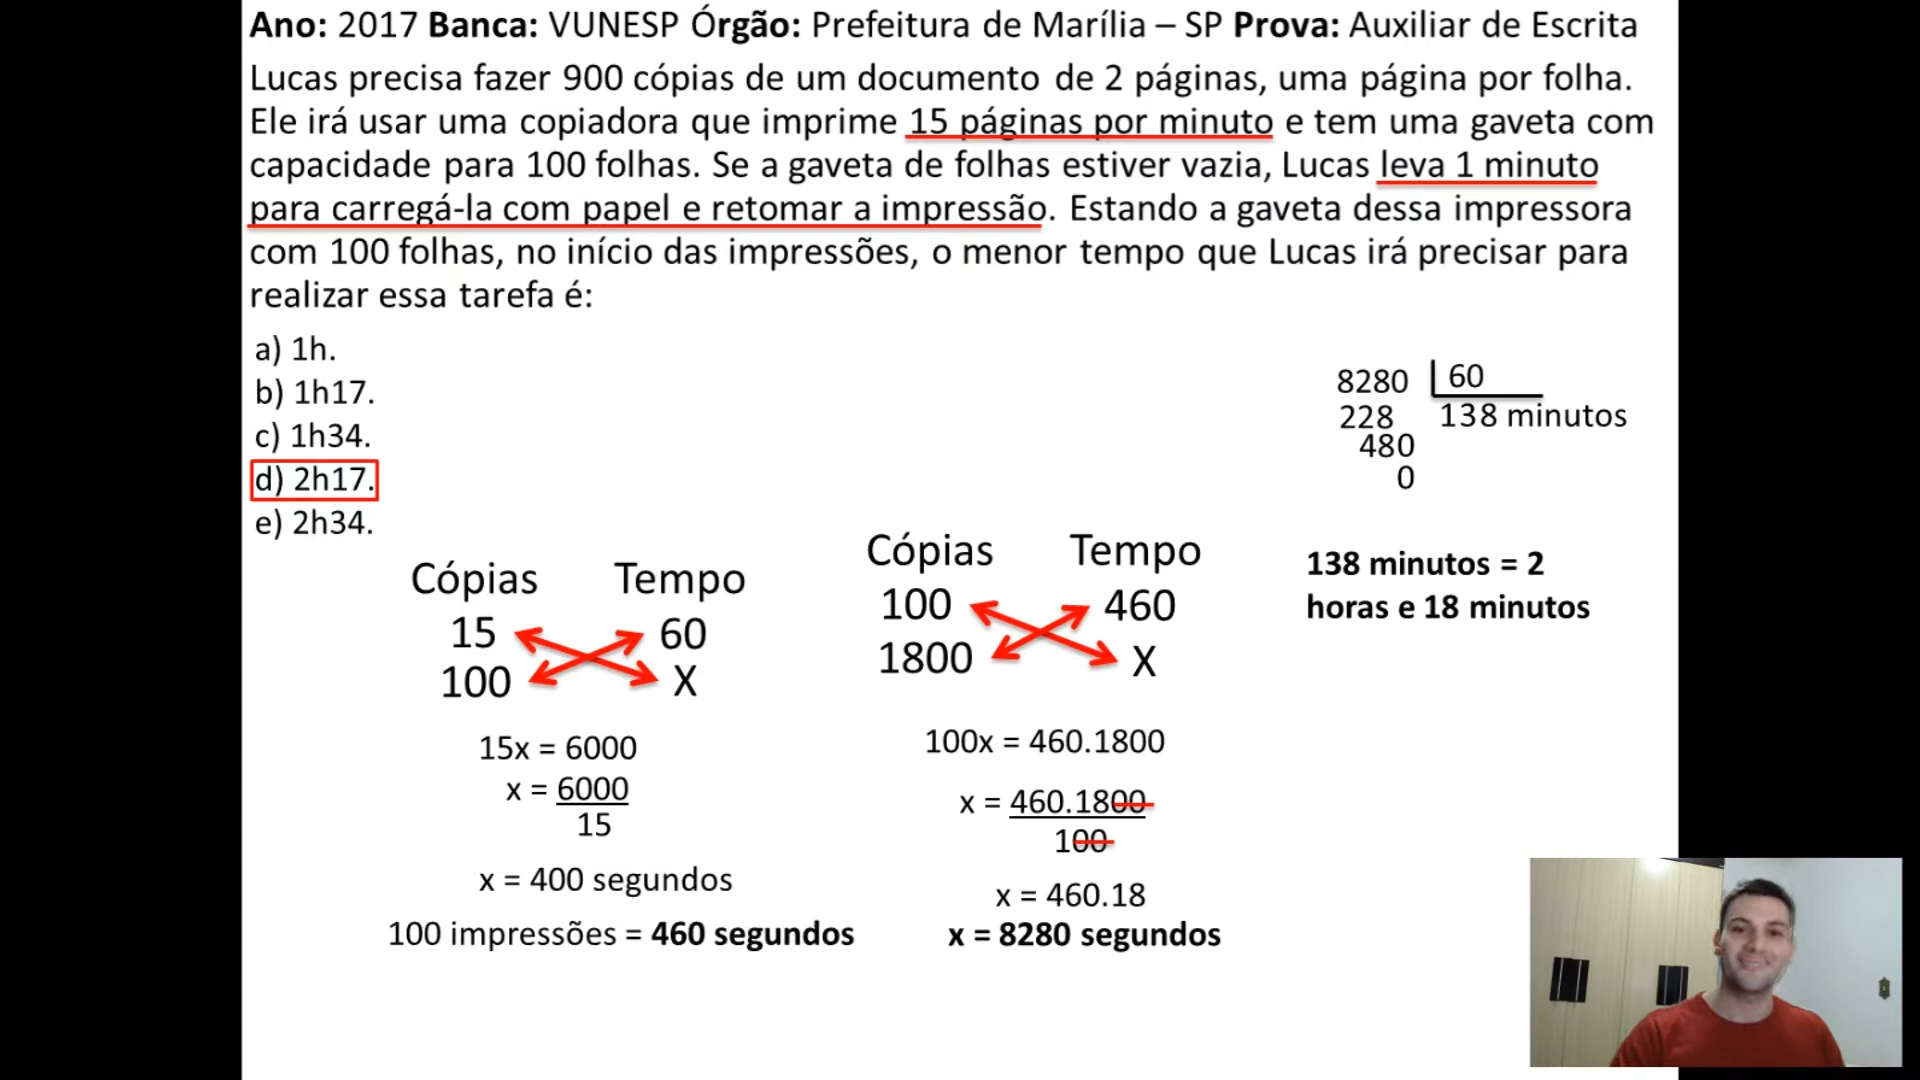 Ano: 2017 Banca: VUNESP Órgão: Prefeitura de Marília – SP Prova: Auxiliar de Escrita
Lucas precisa fazer 900 cópias de um documento de 2 páginas, uma página por folha.
Ele irá usar uma copiadora que imprime 15 páginas por minuto e tem uma gaveta com
capacidade para 100 folhas. Se a gaveta de folhas estiver vazia, Lucas leva 1 minuto
para carregá-la com papel e retomar a impressão. Estando a gaveta dessa impressora
com 100 folhas, no início das impressões, o menor tempo que Lucas irá precisar para
realizar essa tarefa é:
a) 1h.
b) 1h17.
c) 1h34.
d) 2h17.
e) 2h34.
8280 60
228 138 minutos
480
0
Cópias Tempo
15 60
100 X
15x = 6000
x = 6000
15
x = 400 segundos
100 impressões = 460 segundos
Cópias Tempo
100 460
1800 X
100x = 460.1800
x = 460.1800
100
x = 460.18
x = 8280 segundos
138 minutos = 2
horas e 18 minutos